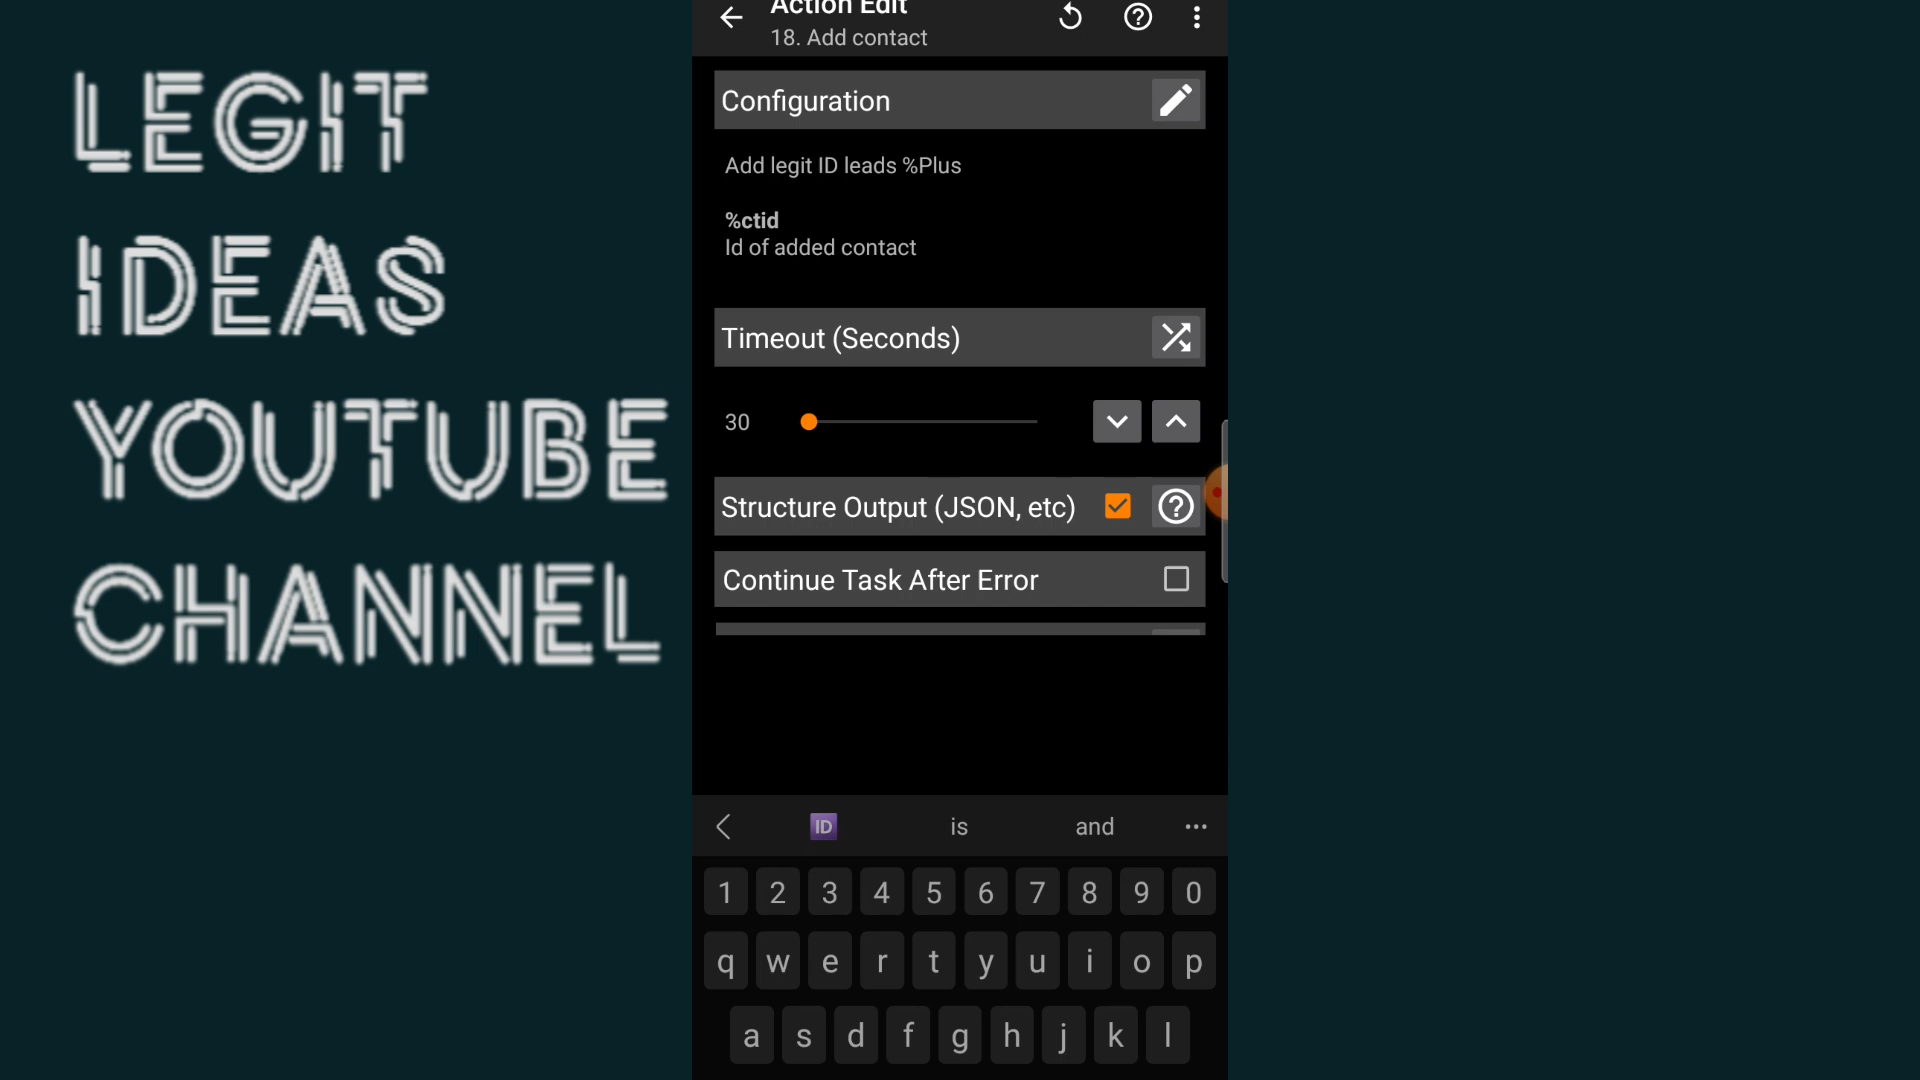 LEGIT
IDEAS
YOUTUBE
CHANNEL
Action Edit
18. Add contact
Configuration
Add legit ID leads %Plus
%ctid
Id of added contact
Timeout (Seconds)
30
Structure Output (JSON, etc)
Continue Task After Error
ID is and
1 2 3 4 5 6 7 8 9 0
q w e r t y u i o p
a s d f g h j k l